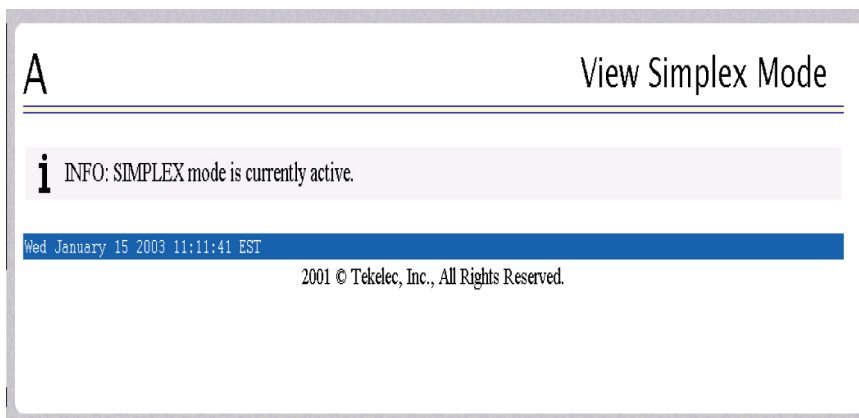 A
View Simplex Mode
i INFO: SIMPLEX mode is currently active.
Wed January 15 2003 11:11:41 EST
2001 © Tekelec, Inc., All Rights Reserved.